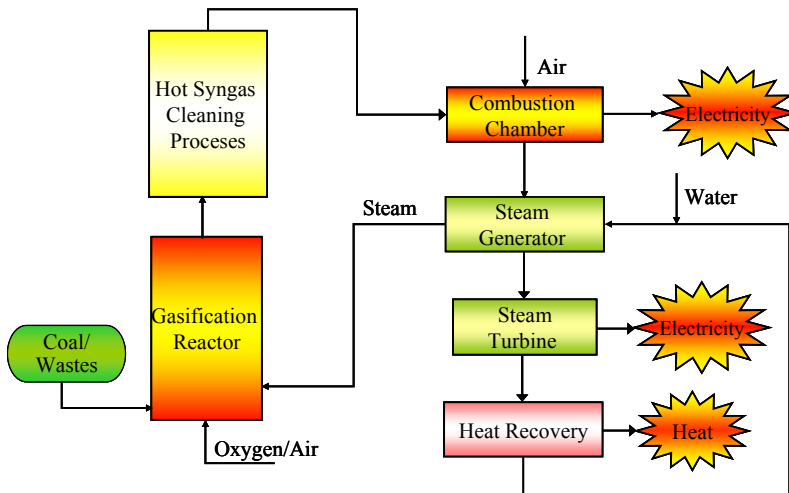 Hot Syngas
Cleaning
Proceses
Air
Combustion
Chamber
Electricity
Steam
Steam
Generator
Water
Gasification
Reactor
Coal/
Wastes
Steam
Turbine
Electricity
Heat Recovery
Heat
Oxygen/Air